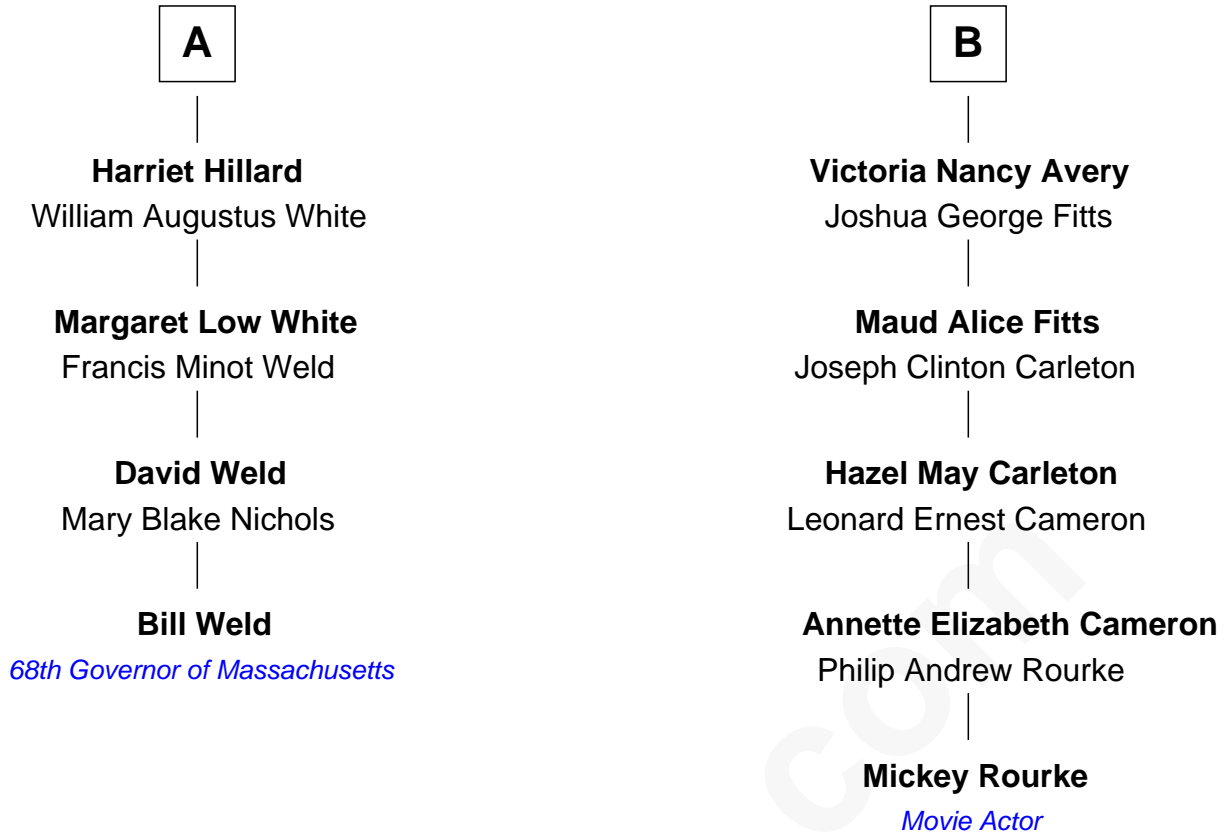 A
Harriet Hillard
William Augustus White
Margaret Low White
Francis Minot Weld
David Weld
Mary Blake Nichols
Bill Weld
68th Governor of Massachusetts
B
Victoria Nancy Avery
Joshua George Fitts
Maud Alice Fitts
Joseph Clinton Carleton
Hazel May Carleton
Leonard Ernest Cameron
Annette Elizabeth Cameron
Philip Andrew Rourke
Mickey Rourke
Movie Actor
com